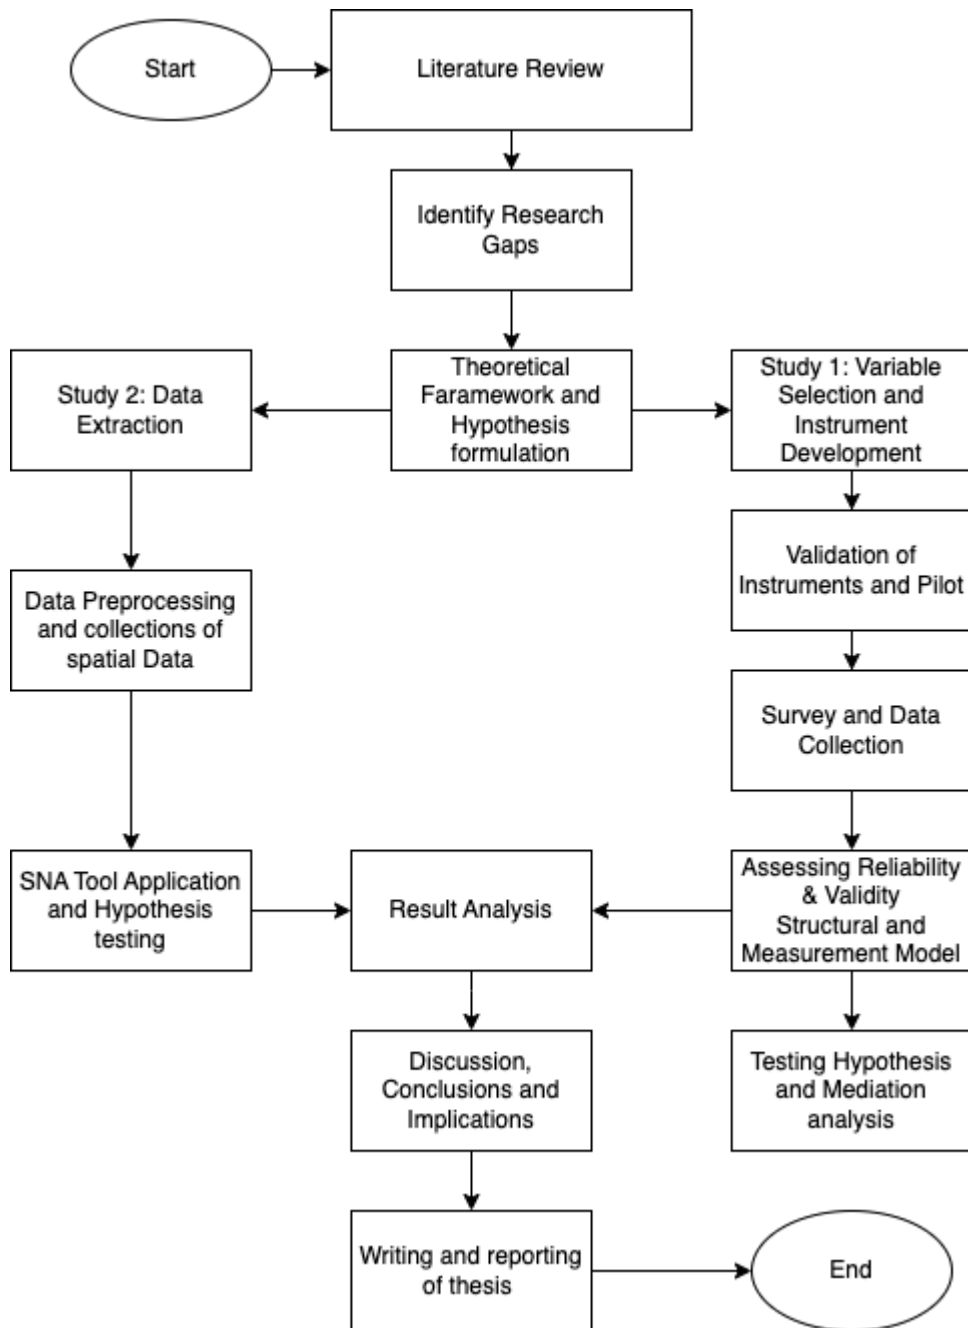 Start
Literature Review
Identify Research
Gaps
Study 2: Data
Extraction
Theoretical
Faramework and
Hypothesis
formulation
Study 1: Variable
Selection and
Instrument
Development
Validation of
Instruments and Pilot
Data Preprocessing
and collections of
spatial Data
Survey and Data
Collection
SNA Tool Application
and Hypothesis
testing
Result Analysis
Assessing Reliability
& Validity
Structural and
Measurement Model
Discussion,
Conclusions and
Implications
Testing Hypothesis
and Mediation
analysis
Writing and reporting
of thesis
End